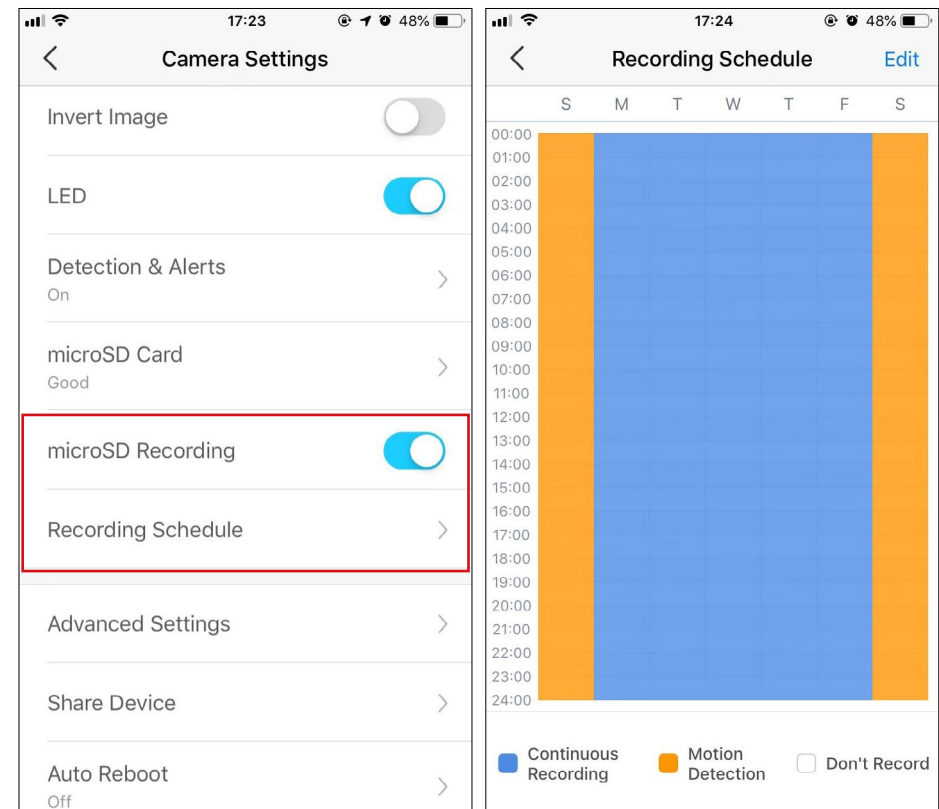 17:23
48%
Camera Settings
Invert Image
LED
Detection & Alerts
On
microSD Card
Good
microSD Recording
Recording Schedule
Advanced Settings
Share Device
Auto Reboot
Off
17:24
48%
Recording Schedule
Edit
S M T W T F S
00:00
01:00
02:00
03:00
04:00
05:00
06:00
07:00
08:00
09:00
10:00
11:00
12:00
13:00
14:00
15:00
16:00
17:00
18:00
19:00
20:00
21:00
22:00
23:00
24:00
Continuous
Recording
Motion
Detection
Don't Record